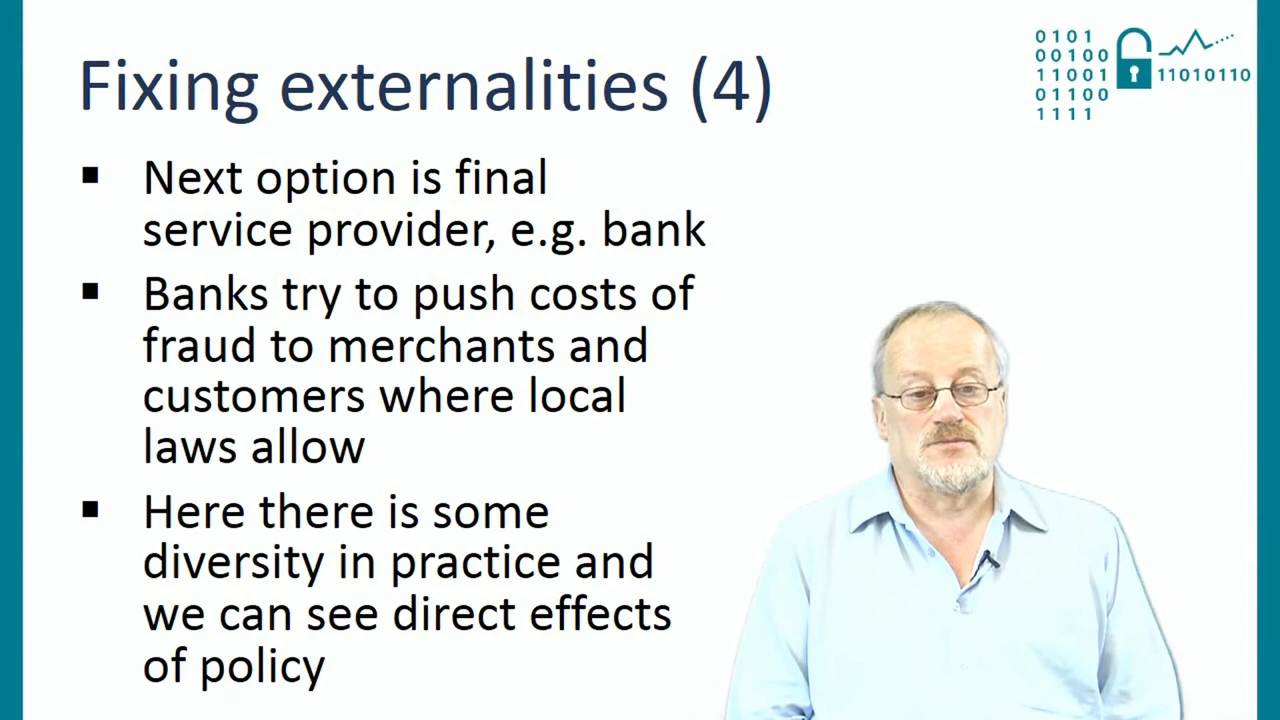 Fixing externalities (4)
0101
00100
11001
01100
1111
11010110
▪ Next option is final
service provider, e.g. bank
▪ Banks try to push costs of
fraud to merchants and
customers where local
laws allow
▪ Here there is some
diversity in practice and
we can see direct effects
of policy